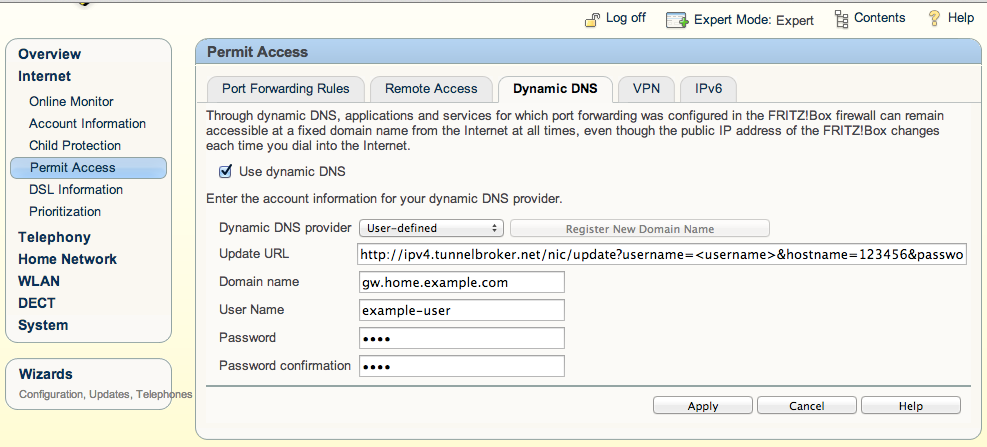 Log off
Expert Mode: Expert
Contents
Help
Overview
Internet
Online Monitor
Account Information
Child Protection
Permit Access
DSL Information
Prioritization
Telephony
Home Network
WLAN
DECT
System
Wizards
Configuration, Updates, Telephones
Permit Access
Port Forwarding Rules
Remote Access
Dynamic DNS
VPN
IPv6
Through dynamic DNS, applications and services for which port forwarding was configured in the FRITZ!Box firewall can remain
accessible at a fixed domain name from the Internet at all times, even though the public IP address of the FRITZ!Box changes
each time you dial into the Internet.
Use dynamic DNS
Enter the account information for your dynamic DNS provider.
Dynamic DNS provider User-defined Register New Domain Name
Update URL http://ipv4.tunnelbroker.net/nic/update?username=<username>&hostname=123456&passwo
Domain name gw.home.example.com
User Name example-user
Password ••••
Password confirmation ••••
Apply Cancel Help